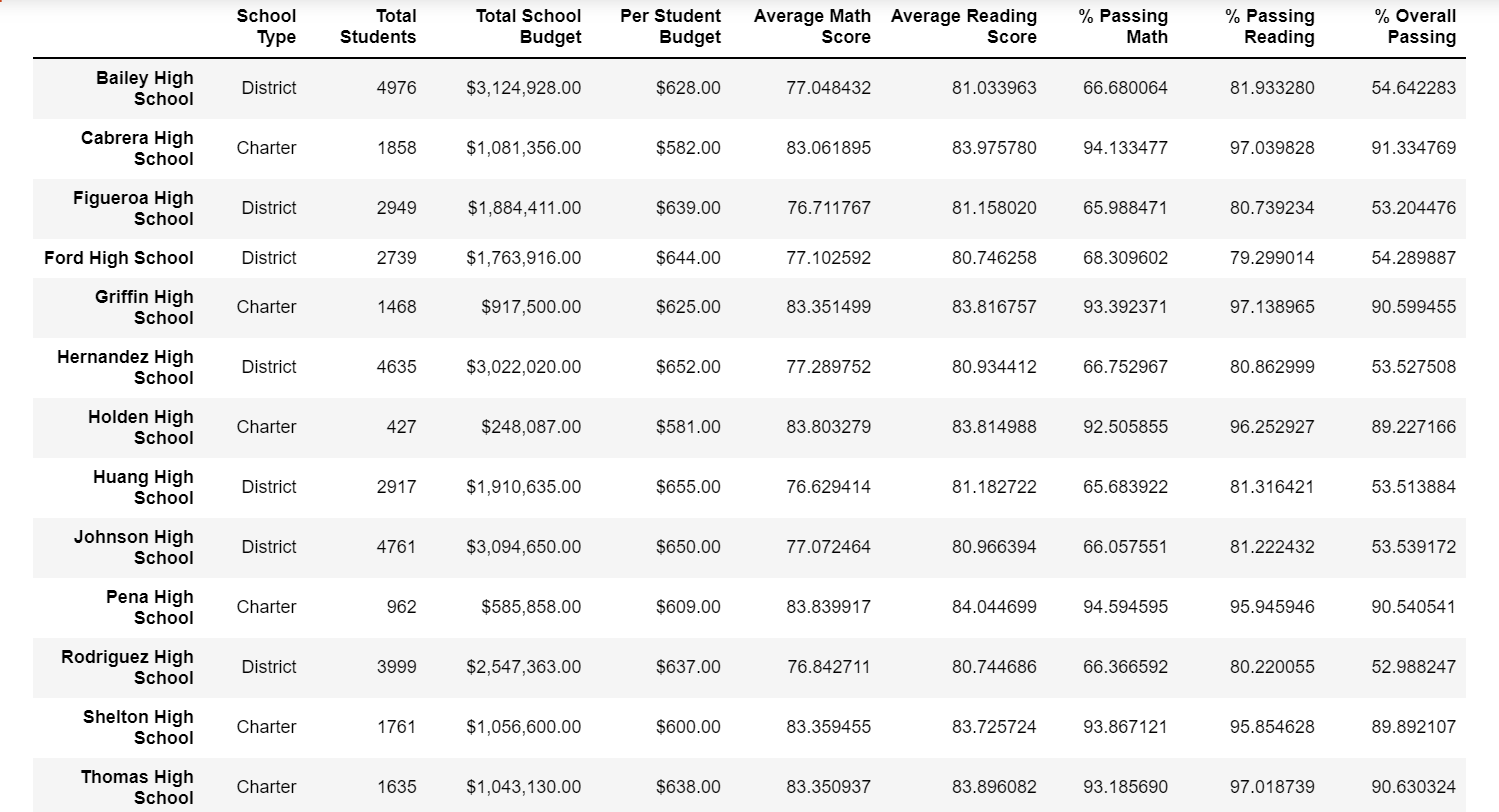 School Type Total Students Total School Budget Per Student Budget Average Math Score Average Reading Score % Passing Math % Passing Reading % Overall Passing
Bailey High School District 4976 $3,124,928.00 $628.00 77.048432 81.033963 66.680064 81.933280 54.642283
Cabrera High School Charter 1858 $1,081,356.00 $582.00 83.061895 83.975780 94.133477 97.039828 91.334769
Figueroa High School District 2949 $1,884,411.00 $639.00 76.711767 81.158020 65.988471 80.739234 53.204476
Ford High School District 2739 $1,763,916.00 $644.00 77.102592 80.746258 68.309602 79.299014 54.289887
Griffin High School Charter 1468 $917,500.00 $625.00 83.351499 83.816757 93.392371 97.138965 90.599455
Hernandez High School District 4635 $3,022,020.00 $652.00 77.289752 80.934412 66.752967 80.862999 53.527508
Holden High School Charter 427 $248,087.00 $581.00 83.803279 83.814988 92.505855 96.252927 89.227166
Huang High School District 2917 $1,910,635.00 $655.00 76.629414 81.182722 65.683922 81.316421 53.513884
Johnson High School District 4761 $3,094,650.00 $650.00 77.072464 80.966394 66.057551 81.222432 53.539172
Pena High School Charter 962 $585,858.00 $609.00 83.839917 84.044699 94.594595 95.945946 90.540541
Rodriguez High School District 3999 $2,547,363.00 $637.00 76.842711 80.744686 66.366592 80.220055 52.988247
Shelton High School Charter 1761 $1,056,600.00 $600.00 83.359455 83.725724 93.867121 95.854628 89.892107
Thomas High School Charter 1635 $1,043,130.00 $638.00 83.350937 83.896082 93.185690 97.018739 90.630324